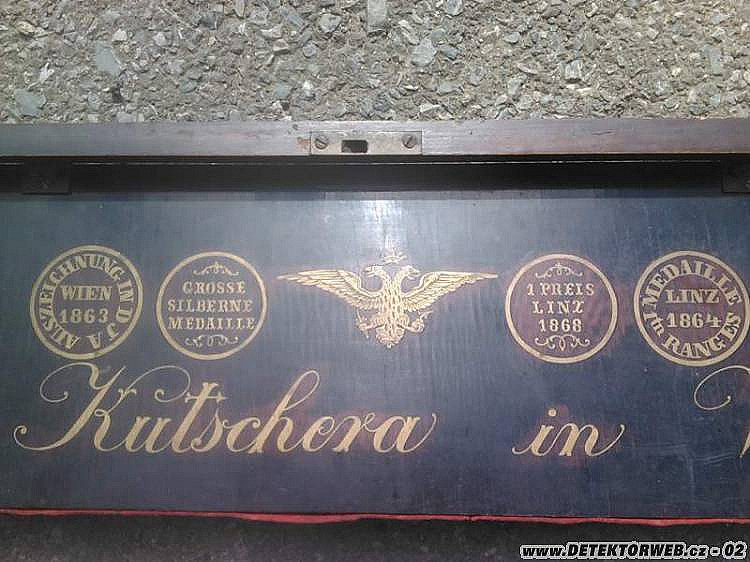 AUSZEICHNUNG IN D J A
WIEN
1863
GROSSE
SILBERNE
MEDAILLE
1 PREIS
LINZ
1868
MEDAILLE
LINZ
1864
1ten RANGES
Kutschera in
www.DETEKTORWEB.cz - 02